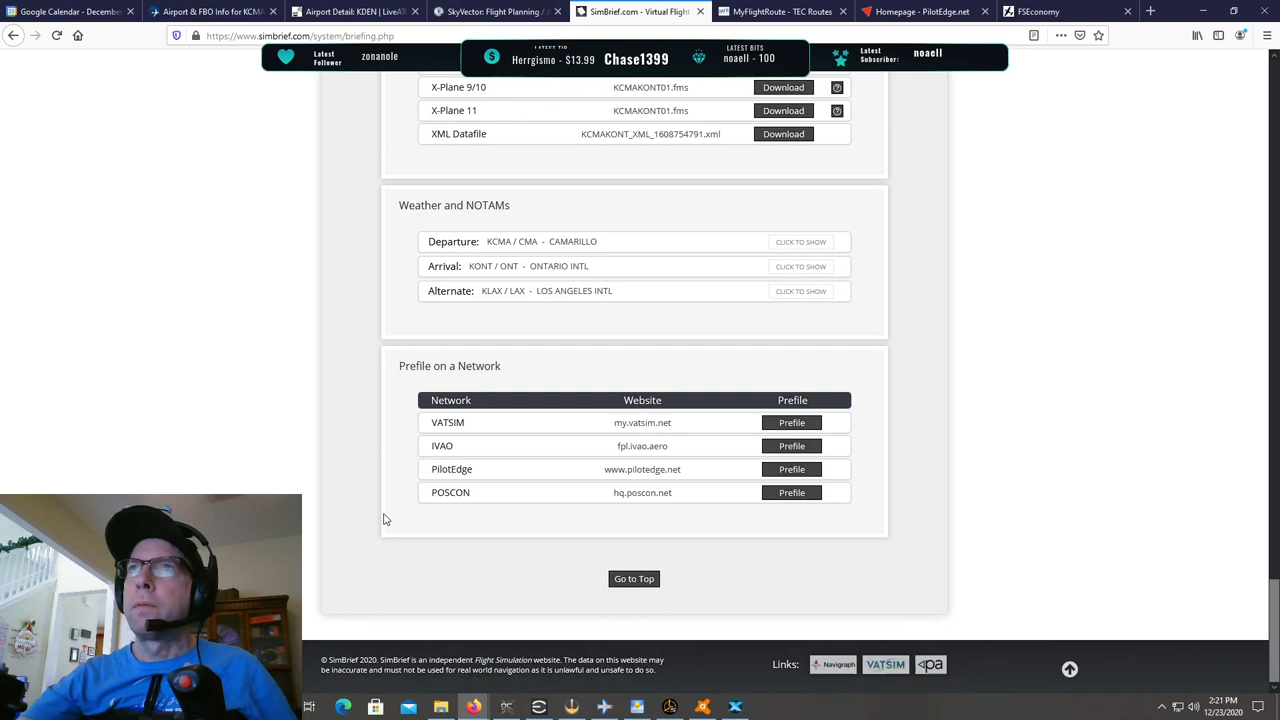 Google Calendar - December
Airport & FBO Info for KCMA
Airport Detail: KDEN | LiveAT
SkyVector: Flight Planning / A
SimBrief.com - Virtual Flight
MyFlightRoute - TEC Routes
Homepage - PilotEdge.net
FSEconomy
https://www.simbrief.com/system/briefing.php
Latest Follower
zonanole
LATEST TIP
Herrgismo - $13.99
Chase1399
LATEST BITS
noaell - 100
Latest Subscriber:
noaell
X-Plane 9/10 KCMAKONT01.fms Download
X-Plane 11 KCMAKONT01.fms Download
XML Datafile KCMAKONT_XML_1608754791.xml Download
Weather and NOTAMs
Departure: KCMA / CMA - CAMARILLO CLICK TO SHOW
Arrival: KONT / ONT - ONTARIO INTL CLICK TO SHOW
Alternate: KLAX / LAX - LOS ANGELES INTL CLICK TO SHOW
Prefile on a Network
Network Website Prefile
VATSIM my.vatsim.net Prefile
IVAO fpl.ivao.aero Prefile
PilotEdge www.pilotedge.net Prefile
POSCON hq.poscon.net Prefile
Go to Top
© SimBrief 2020. SimBrief is an independent Flight Simulation website. The data on this website may
be inaccurate and must not be used for real world navigation as it is unlawful and unsafe to do so.
Links: Navigraph VATSIM pa
2:21 PM
12/23/2020